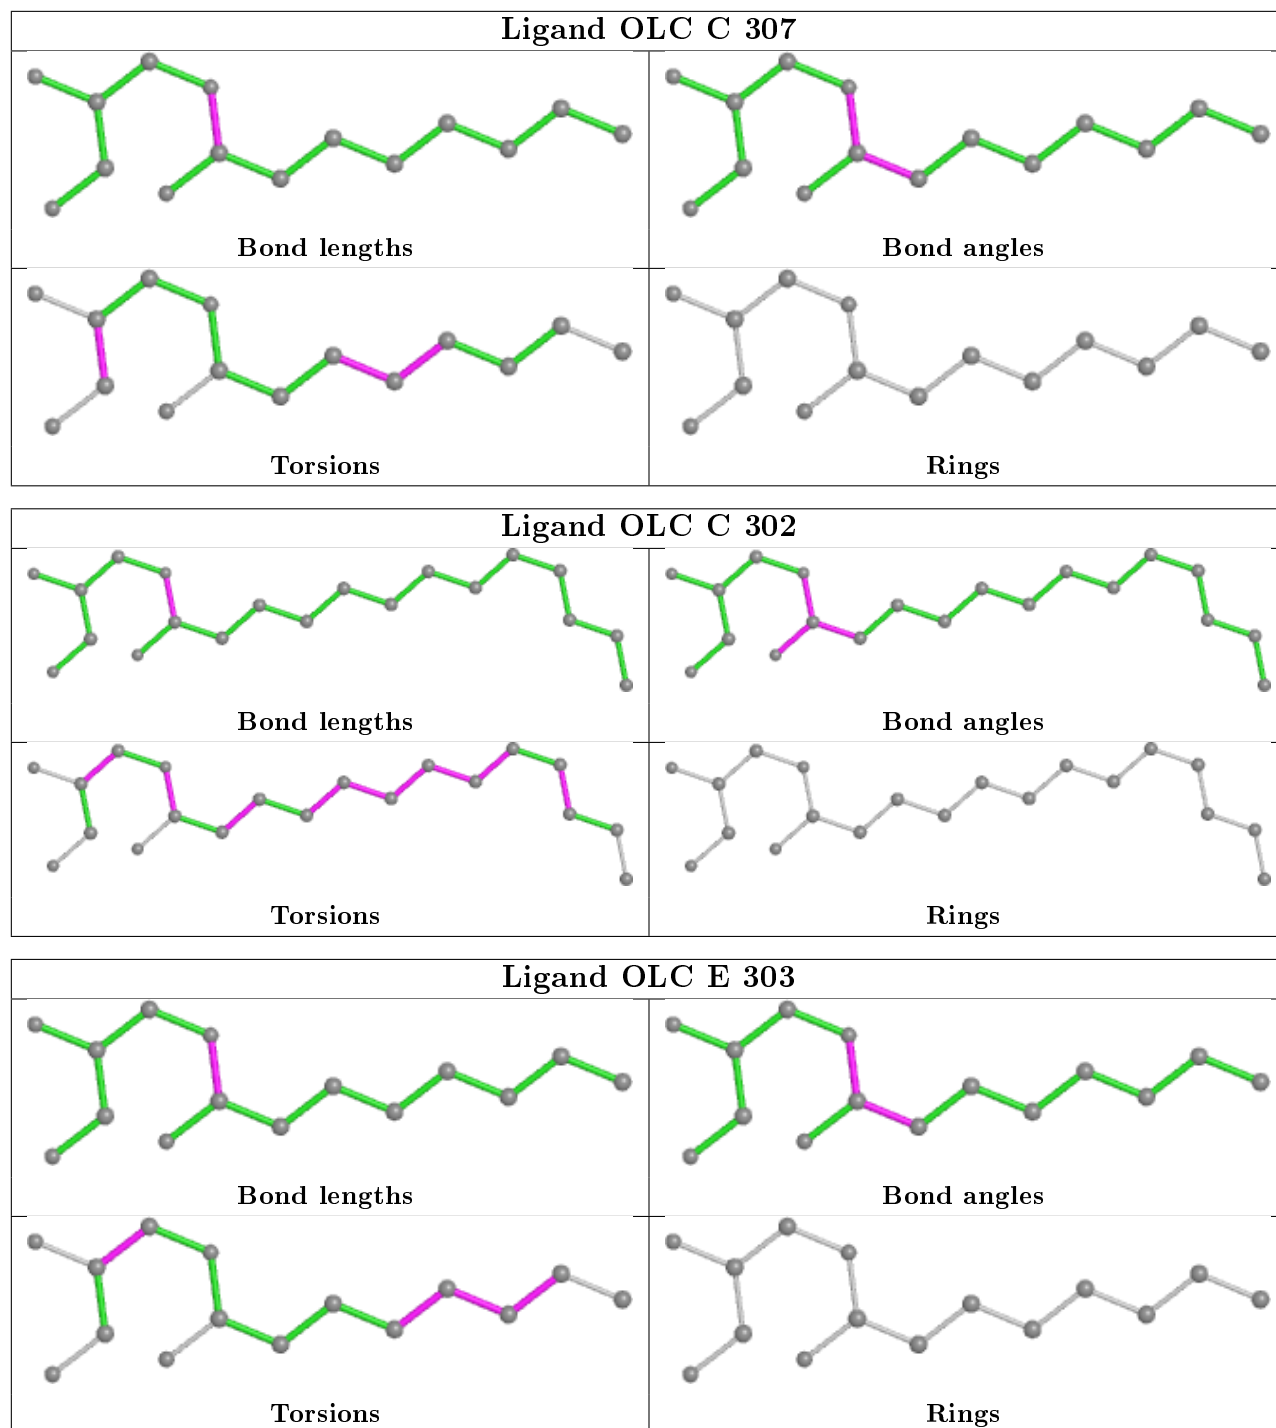 Ligand OLC C 307
Bond lengths
Bond angles
Torsions
Rings
Ligand OLC C 302
Bond lengths
Bond angles
Torsions
Rings
Ligand OLC E 303
Bond lengths
Bond angles
Torsions
Rings